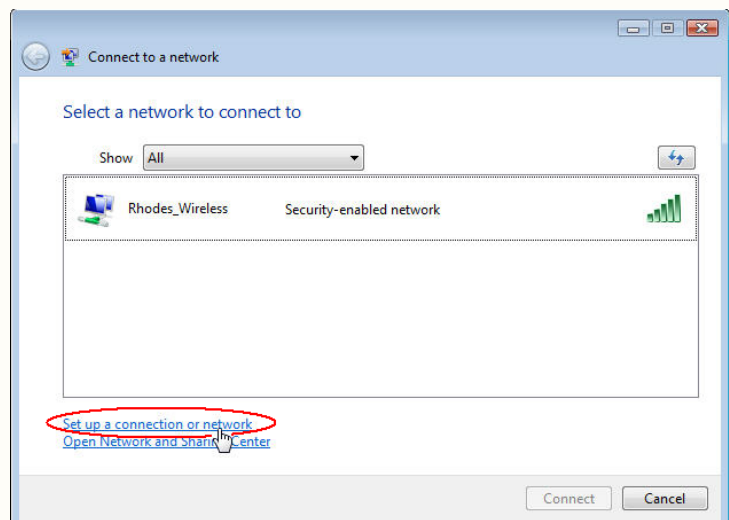 Connect to a network
Select a network to connect to
Show All
Rhodes_Wireless Security-enabled network
Set up a connection or network
Open Network and Sharing Center
Connect Cancel